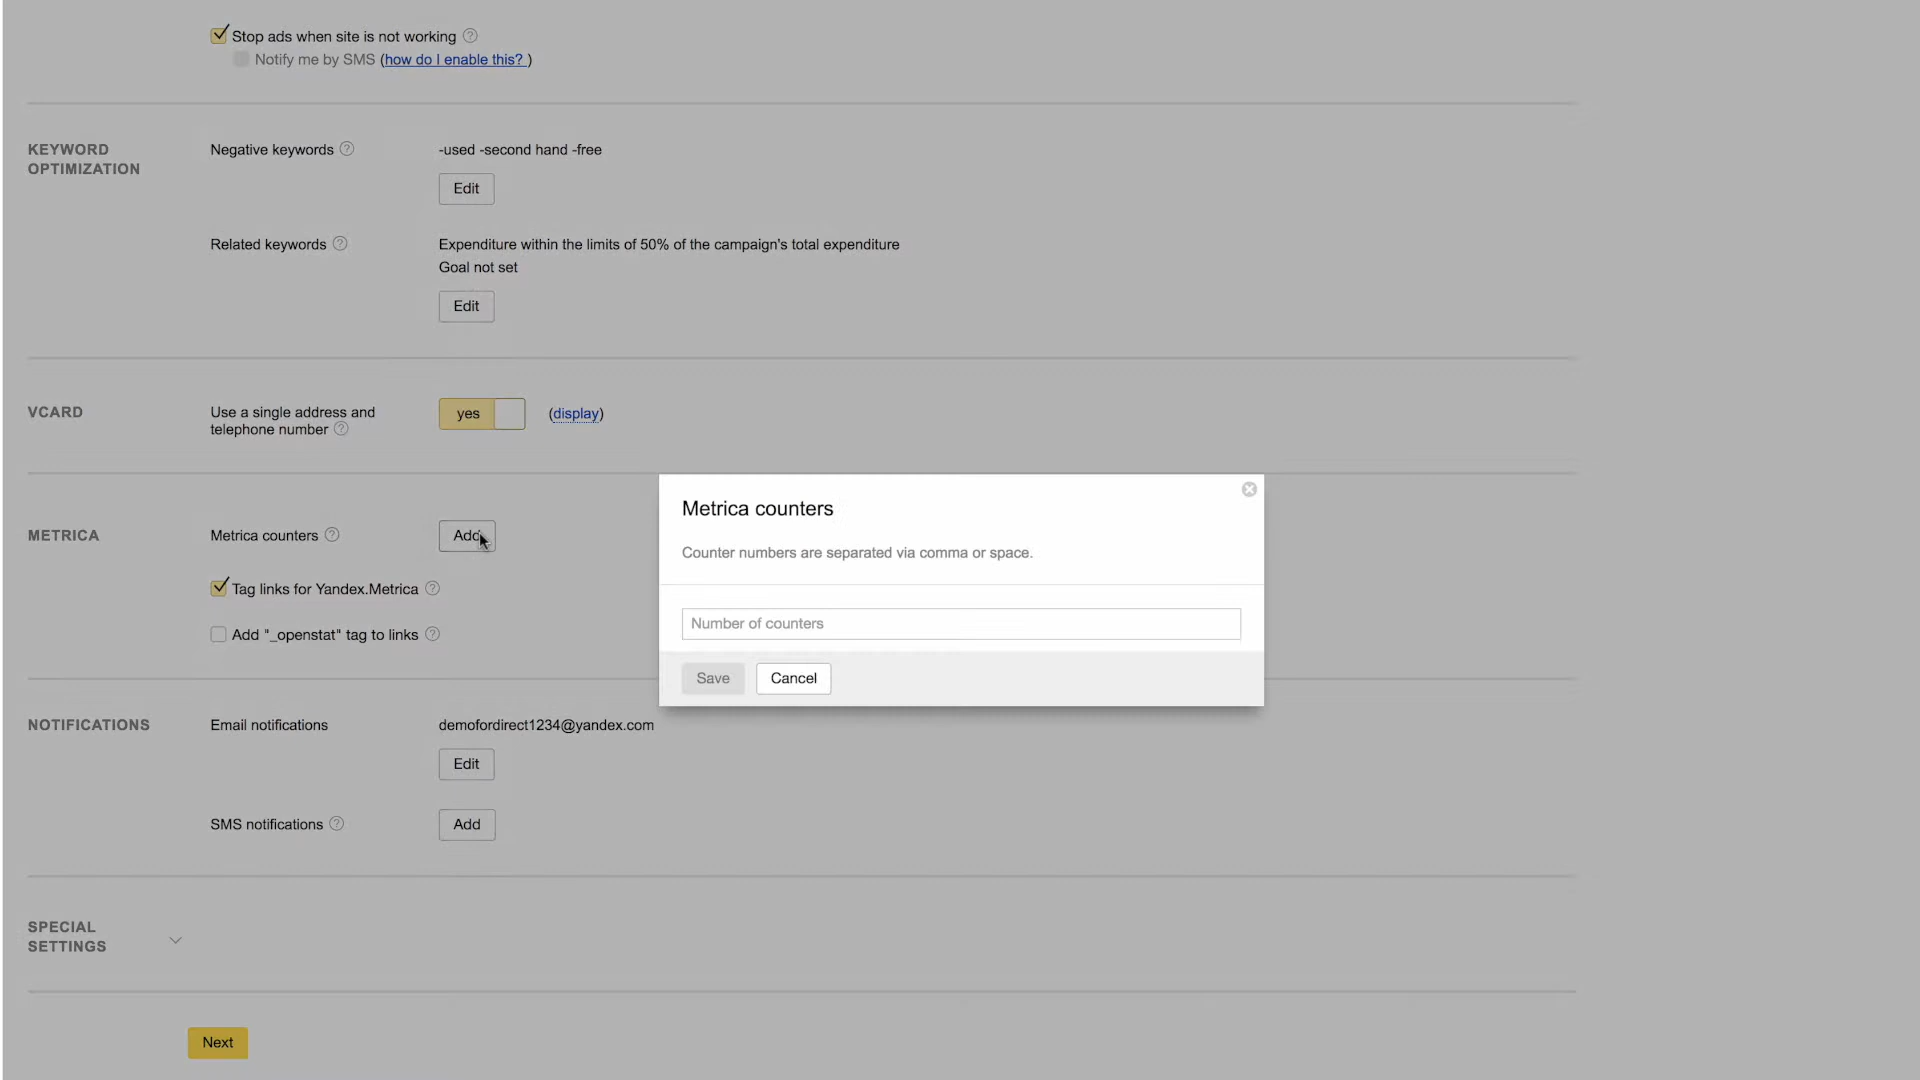 Stop ads when site is not working
Notify me by SMS (how do I enable this? )
KEYWORD
OPTIMIZATION
Negative keywords
-used -second hand -free
Edit
Related keywords
Expenditure within the limits of 50% of the campaign's total expenditure
Goal not set
Edit
VCARD
Use a single address and
telephone number
yes
(display)
METRICA
Metrica counters
Add
Tag links for Yandex.Metrica
Add "_openstat" tag to links
Metrica counters
Counter numbers are separated via comma or space.
Number of counters
Save
Cancel
NOTIFICATIONS
Email notifications
demofordirect1234@yandex.com
Edit
SMS notifications
Add
SPECIAL
SETTINGS
Next